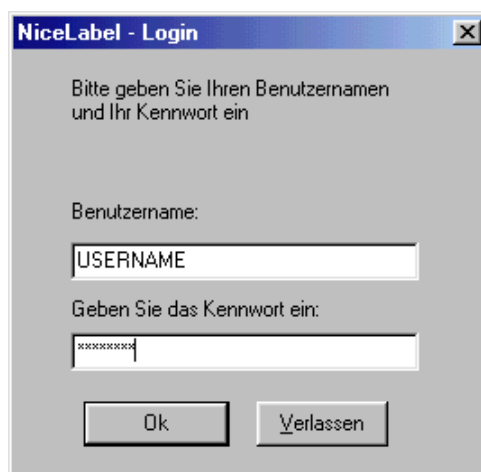 NiceLabel - Login
Bitte geben Sie Ihren Benutzernamen
und Ihr Kennwort ein
Benutzername:
USERNAME
Geben Sie das Kennwort ein:
********
Ok
Verlassen